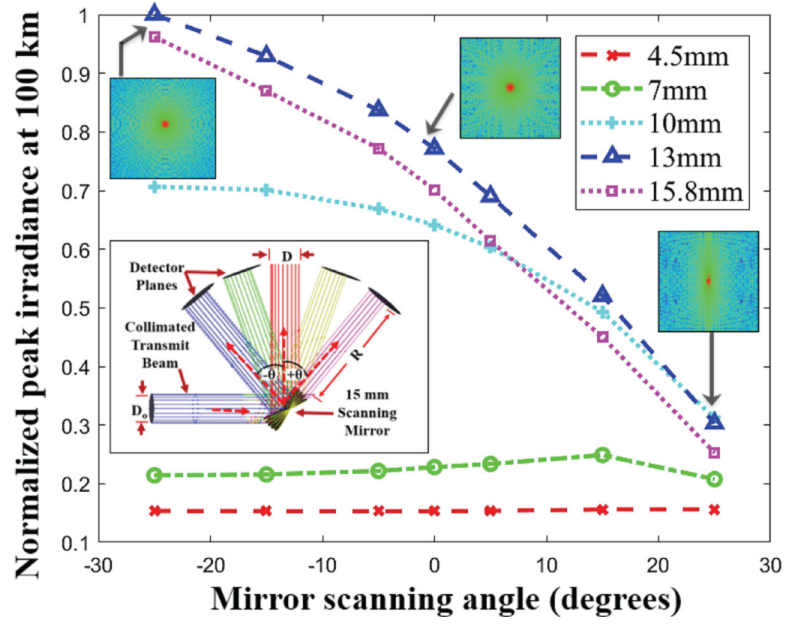 Normalized peak irradiance at 100 km
1
0.9
0.8
0.7
0.6
0.5
0.4
0.3
0.2
0.1
4.5mm
7mm
10mm
13mm
15.8mm
D
Detector
Planes
Collimated
Transmit
Beam
-θ
+θ
R
Do
15 mm
Scanning
Mirror
-30
-20
-10
0
10
20
30
Mirror scanning angle (degrees)